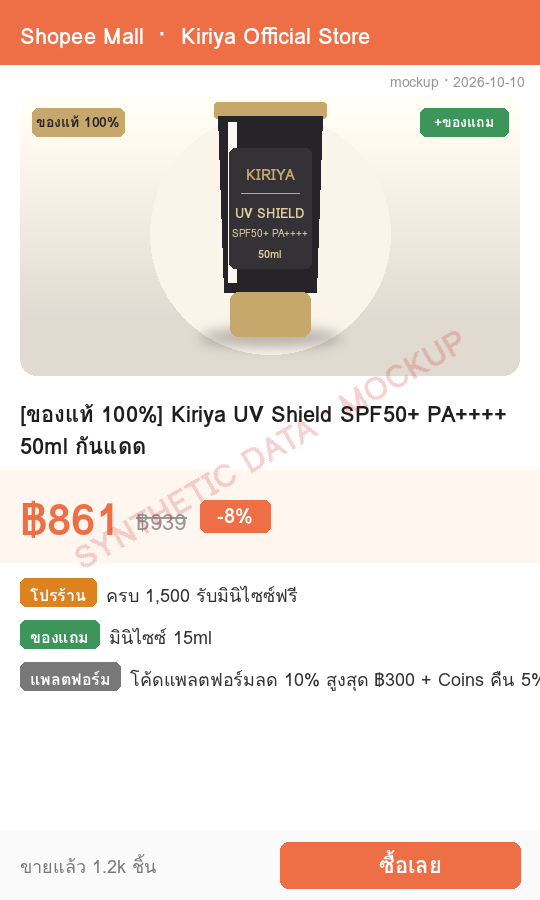 Shopee Mall · Kiriya Official Store
mockup · 2026-10-10
ของแท้ 100%
+ของแถม
KIRIYA
UV SHIELD
SPF50+ PA++++
50ml
[ของแท้ 100%] Kiriya UV Shield SPF50+ PA++++
50ml กันแดด
฿861 ฿939 -8%
SYNTHETIC DATA · MOCKUP
โปรร้าน ครบ 1,500 รับมินิไซซ์ฟรี
ของแถม มินิไซซ์ 15ml
แพลตฟอร์ม โค้ดแพลตฟอร์มลด 10% สูงสุด ฿300 + Coins คืน 5%
ขายแล้ว 1.2k ชิ้น
ซื้อเลย